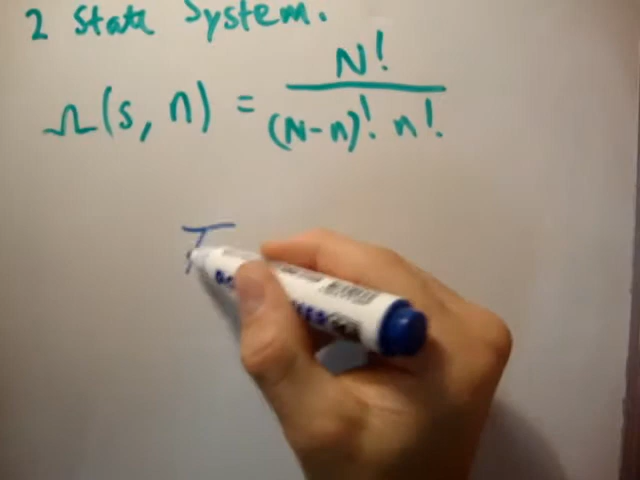 2 State System.
Ω(s, n) = N! / (N-n)! n!
T